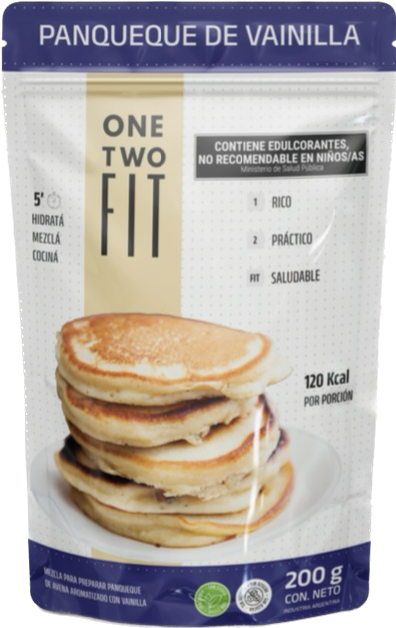 PANQUEQUE DE VAINILLA
ONE
TWO
FIT
CONTIENE EDULCORANTES,
NO RECOMENDABLE EN NIÑOS/AS
Ministerio de Salud Pública
5'
HIDRATÁ
MEZCLÁ
COCINÁ
1 RICO
2 PRÁCTICO
FIT SALUDABLE
120 Kcal
POR PORCIÓN
MEZCLA PARA PREPARAR PANQUEQUE
DE AVENA AROMATIZADO CON VAINILLA
200 g
CON. NETO
INDUSTRIA ARGENTINA